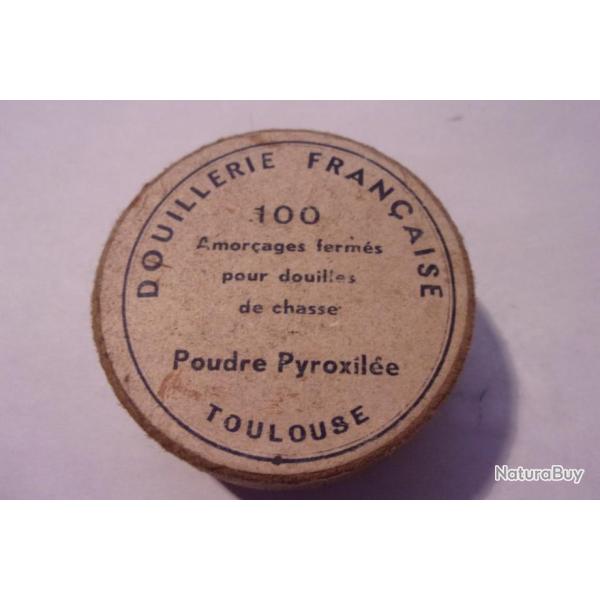 DOUILLERIE FRANÇAISE
100
Amorçages fermés
pour douilles
de chasse
Poudre Pyroxilée
TOULOUSE
NaturaBuy